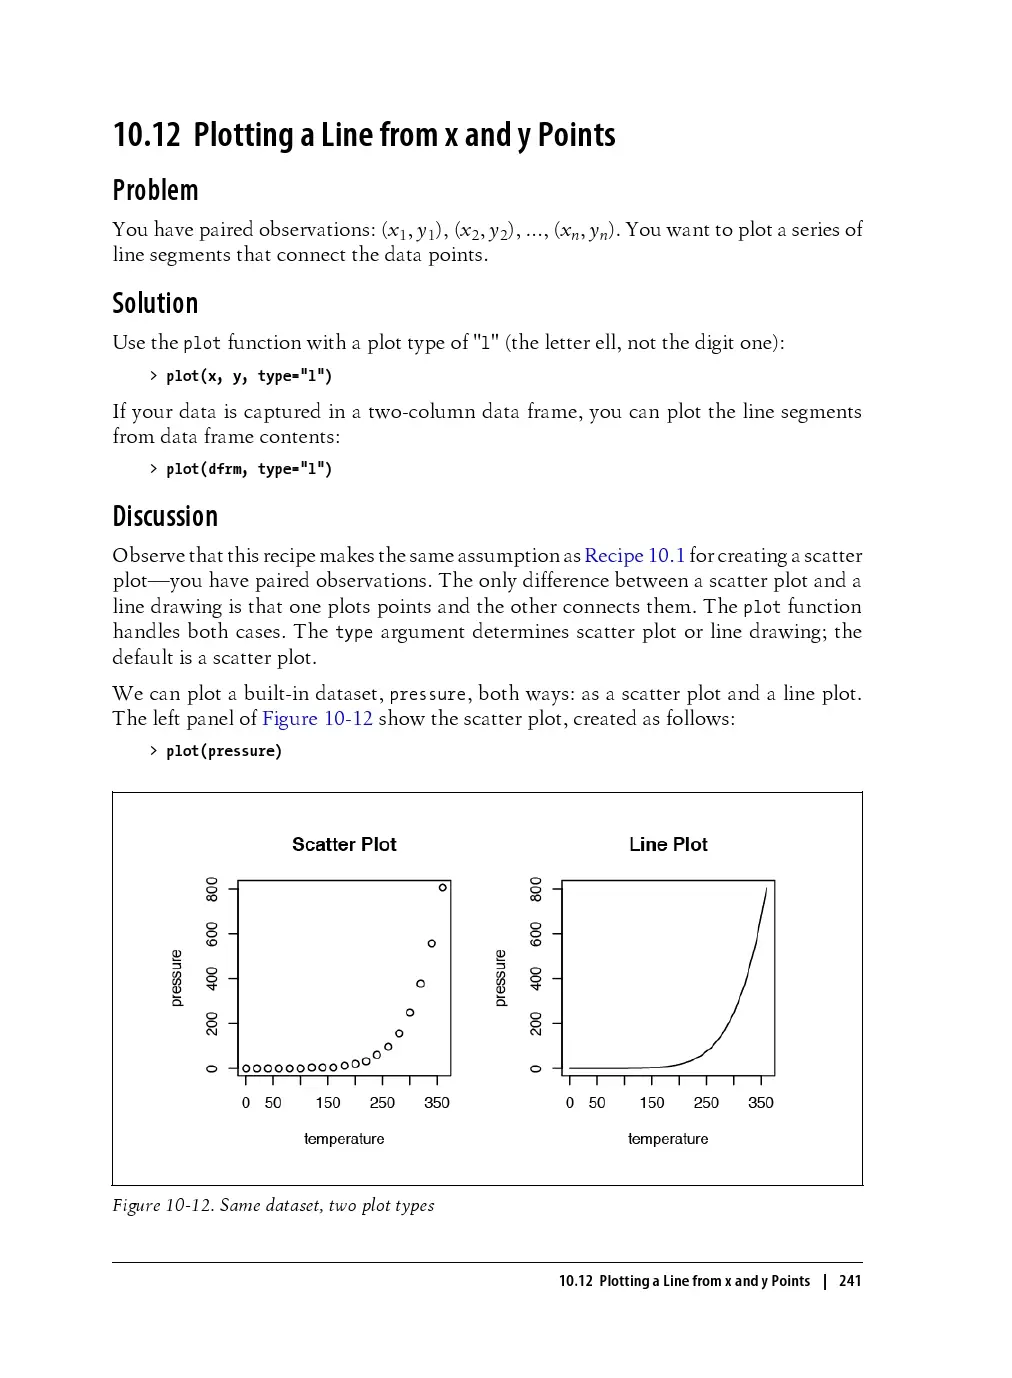 10.12 Plotting a Line from x and y Points
Problem
You have paired observations: (x1, y1), (x2, y2), ..., (xn, yn). You want to plot a series of
line segments that connect the data points.
Solution
Use the plot function with a plot type of "l" (the letter ell, not the digit one):
> plot(x, y, type="l")
If your data is captured in a two-column data frame, you can plot the line segments
from data frame contents:
> plot(dfrm, type="l")
Discussion
Observe that this recipe makes the same assumption as Recipe 10.1 for creating a scatter
plot—you have paired observations. The only difference between a scatter plot and a
line drawing is that one plots points and the other connects them. The plot function
handles both cases. The type argument determines scatter plot or line drawing; the
default is a scatter plot.
We can plot a built-in dataset, pressure, both ways: as a scatter plot and a line plot.
The left panel of Figure 10-12 show the scatter plot, created as follows:
> plot(pressure)
Scatter Plot
pressure
800
600
400
200
0
0 50 150 250 350
temperature
Line Plot
pressure
800
600
400
200
0
0 50 150 250 350
temperature
Figure 10-12. Same dataset, two plot types
10.12 Plotting a Line from x and y Points | 241